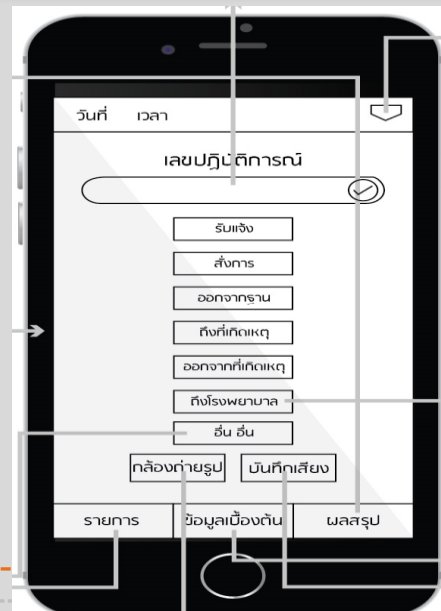 วันที่ เวลา
เลขปฏิบัติการณ์
รับแจ้ง
สั่งการ
ออกจากฐาน
ถึงที่เกิดเหตุ
ออกจากที่เกิดเหตุ
ถึงโรงพยาบาล
อื่น อื่น
กล้องถ่ายรูป บันทึกเสียง
รายการ ข้อมูลเบื้องต้น ผลสรุป